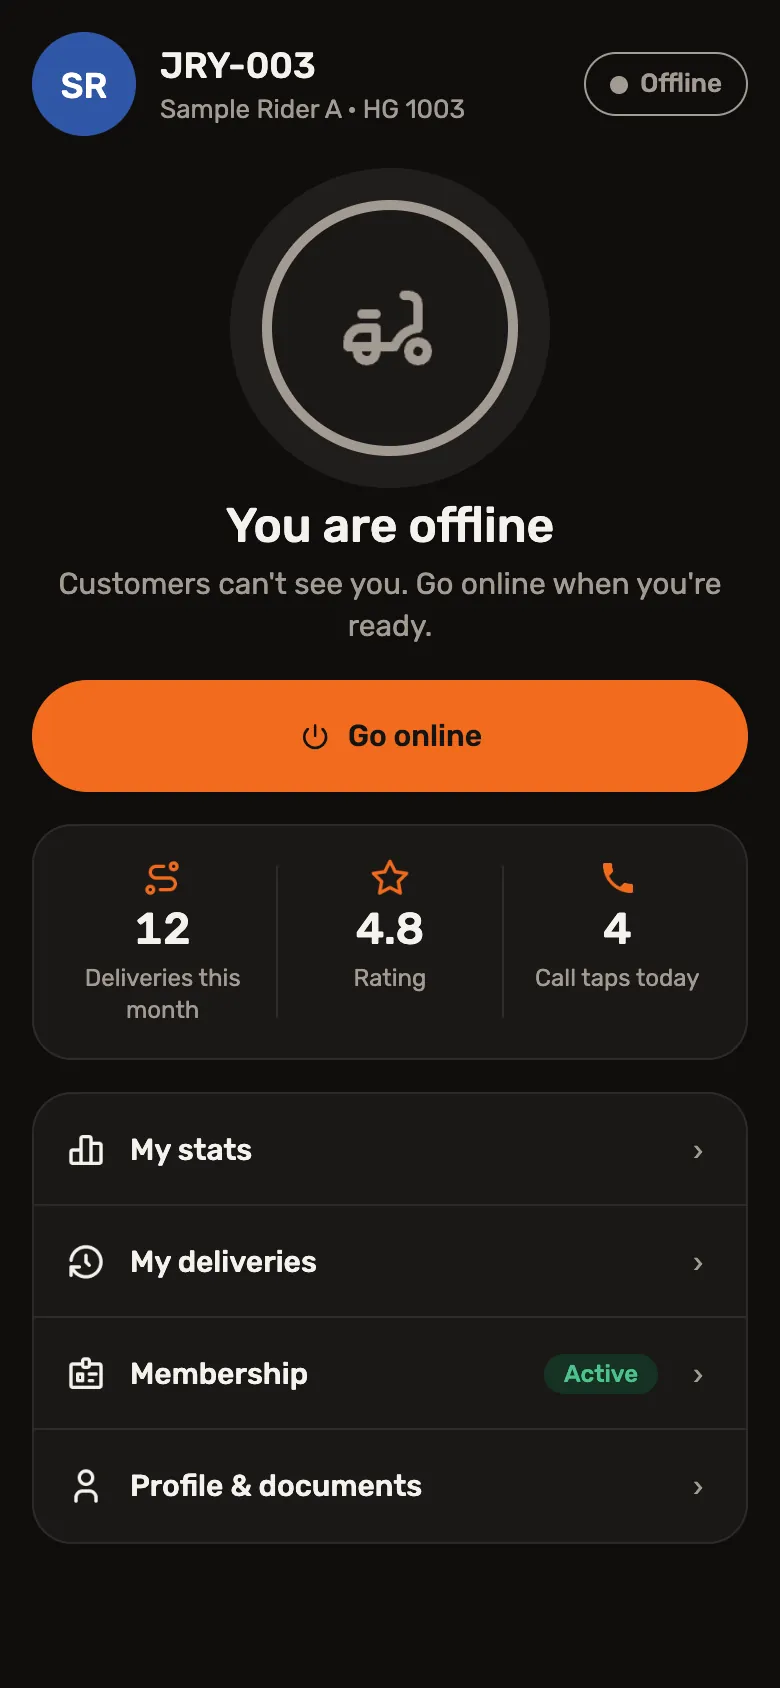 SR
JRY-003
Sample Rider A • HG 1003
Offline
You are offline
Customers can't see you. Go online when you're
ready.
Go online
12
Deliveries this
month
4.8
Rating
4
Call taps today
My stats
My deliveries
Membership
Active
Profile & documents